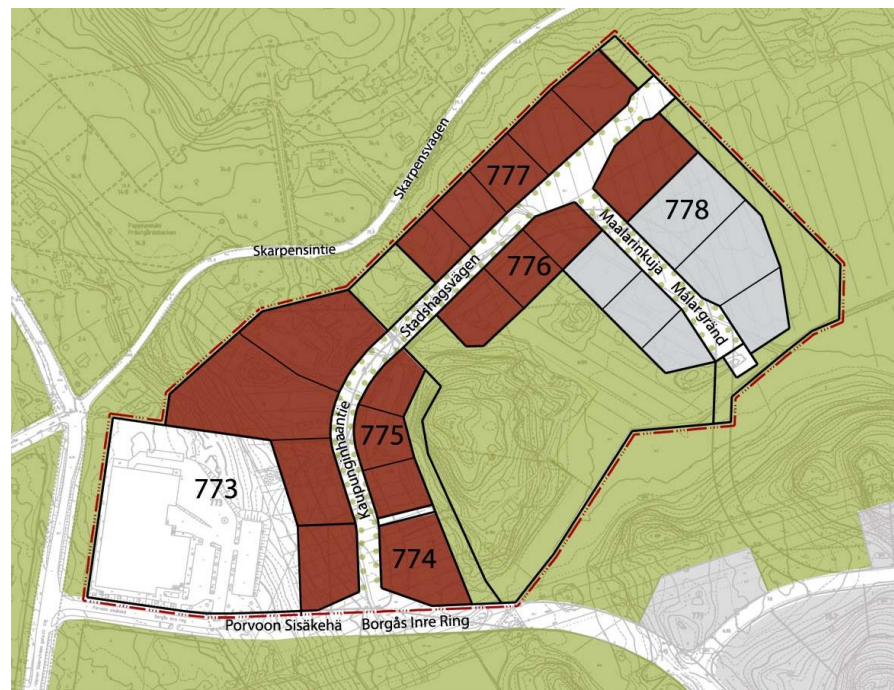 Skarpensvägen
777
778
Skarpensintie
776
Maalarinkuja
Målargränd
Stadshagsvägen
775
Kaupunginhaantie
773
774
Porvoon Sisäkehä
Borgås Inre Ring